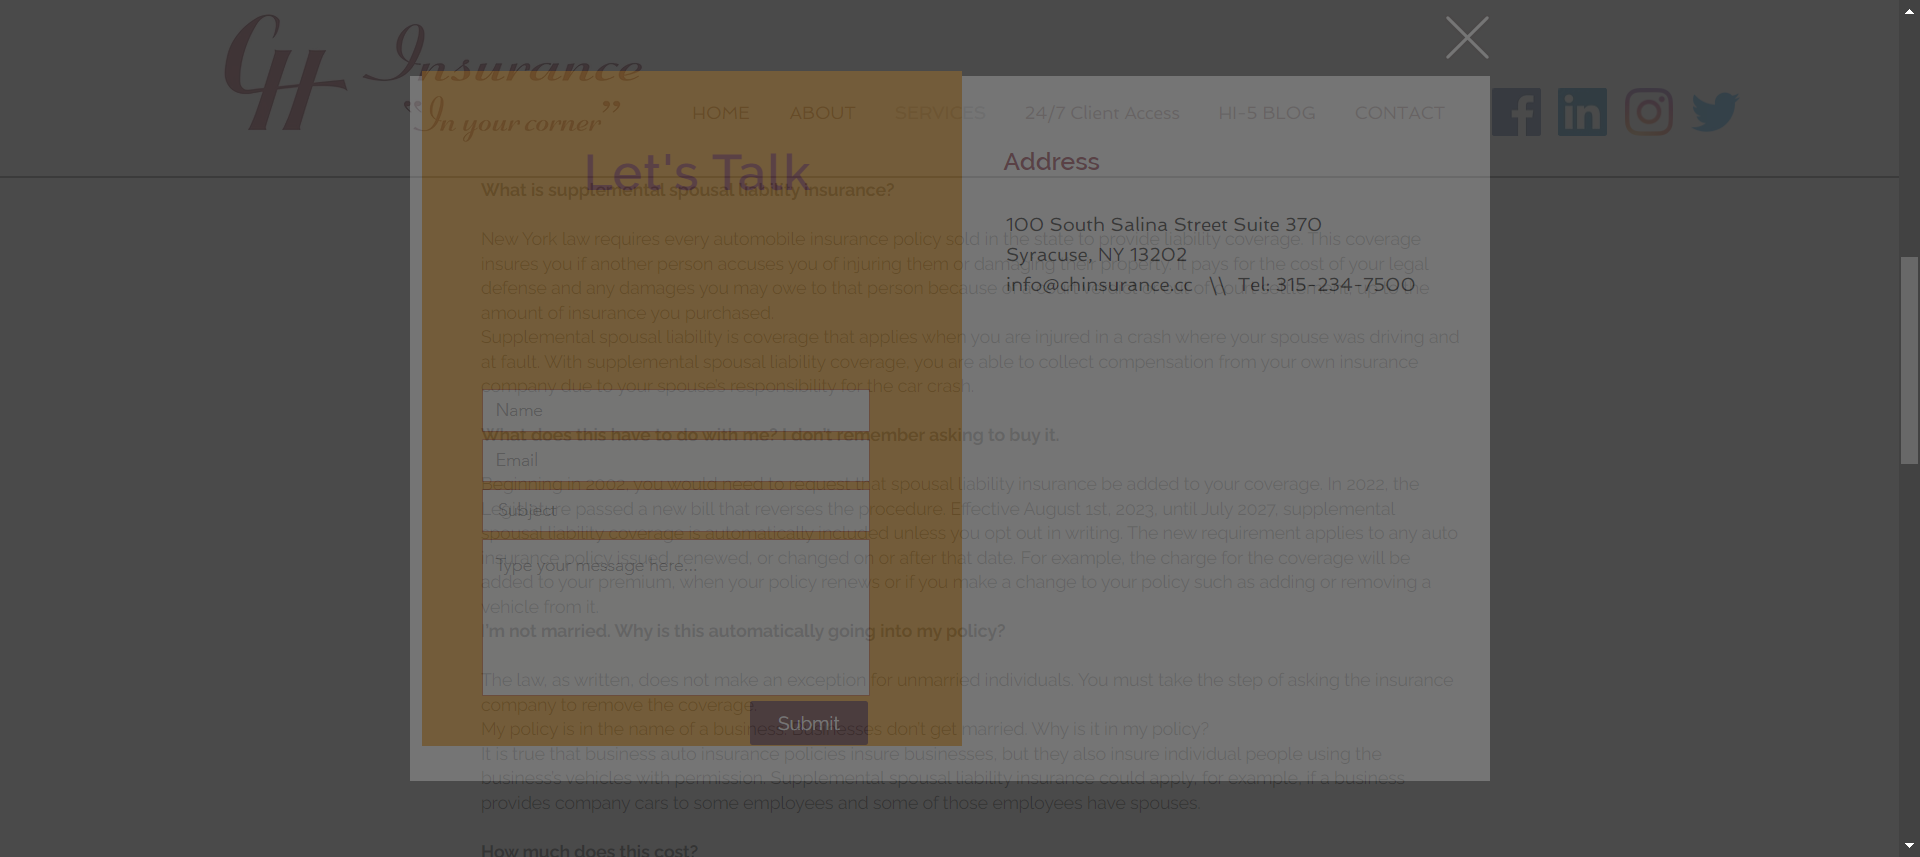 CH Insurance
"In your corner"
HOME ABOUT SERVICES 24/7 Client Access HI-5 BLOG CONTACT
Let's Talk
Address
What is supplemental spousal liability insurance?
100 South Salina Street Suite 370
New York law requires every automobile insurance policy sold in the state to provide liability coverage. This coverage
Syracuse, NY 13202
insures you if another person accuses you of injuring them or damaging their property. It pays for the cost of your legal
info@chinsurance.cc \\ Tel: 315-234-7500
defense and any damages you may owe to that person because
amount of insurance you purchased.
Supplemental spousal liability is coverage that applies when you are injured in a crash where your spouse was driving and
at fault. With supplemental spousal liability coverage, you are able to collect compensation from your own insurance
company due to your spouse's responsibility for the car crash.
Name
What does this have to do with me? I don't remember asking to buy it.
Email
Beginning in 2002, you would need to request that spousal liability insurance be added to your coverage. In 2022, the
Subject
Legislature passed a new bill that reverses the procedure. Effective August 1st, 2023, until July 2027, supplemental
spousal liability coverage is automatically included unless you opt out in writing. The new requirement applies to any auto
insurance policy issued, renewed, or changed on or after that date. For example, the charge for the coverage will be
Type your message here...
added to your premium, when your policy renews or if you make a change to your policy such as adding or removing a
vehicle from it.
I'm not married. Why is this automatically going into my policy?
The law, as written, does not make an exception for unmarried individuals. You must take the step of asking the insurance
company to remove the coverage.
Submit
My policy is in the name of a business. Businesses don't get married. Why is it in my policy?
It is true that business auto insurance policies insure businesses, but they also insure individual people using the
business's vehicles with permission. Supplemental spousal liability insurance could apply, for example, if a business
provides company cars to some employees and some of those employees have spouses.
How much does this cost?